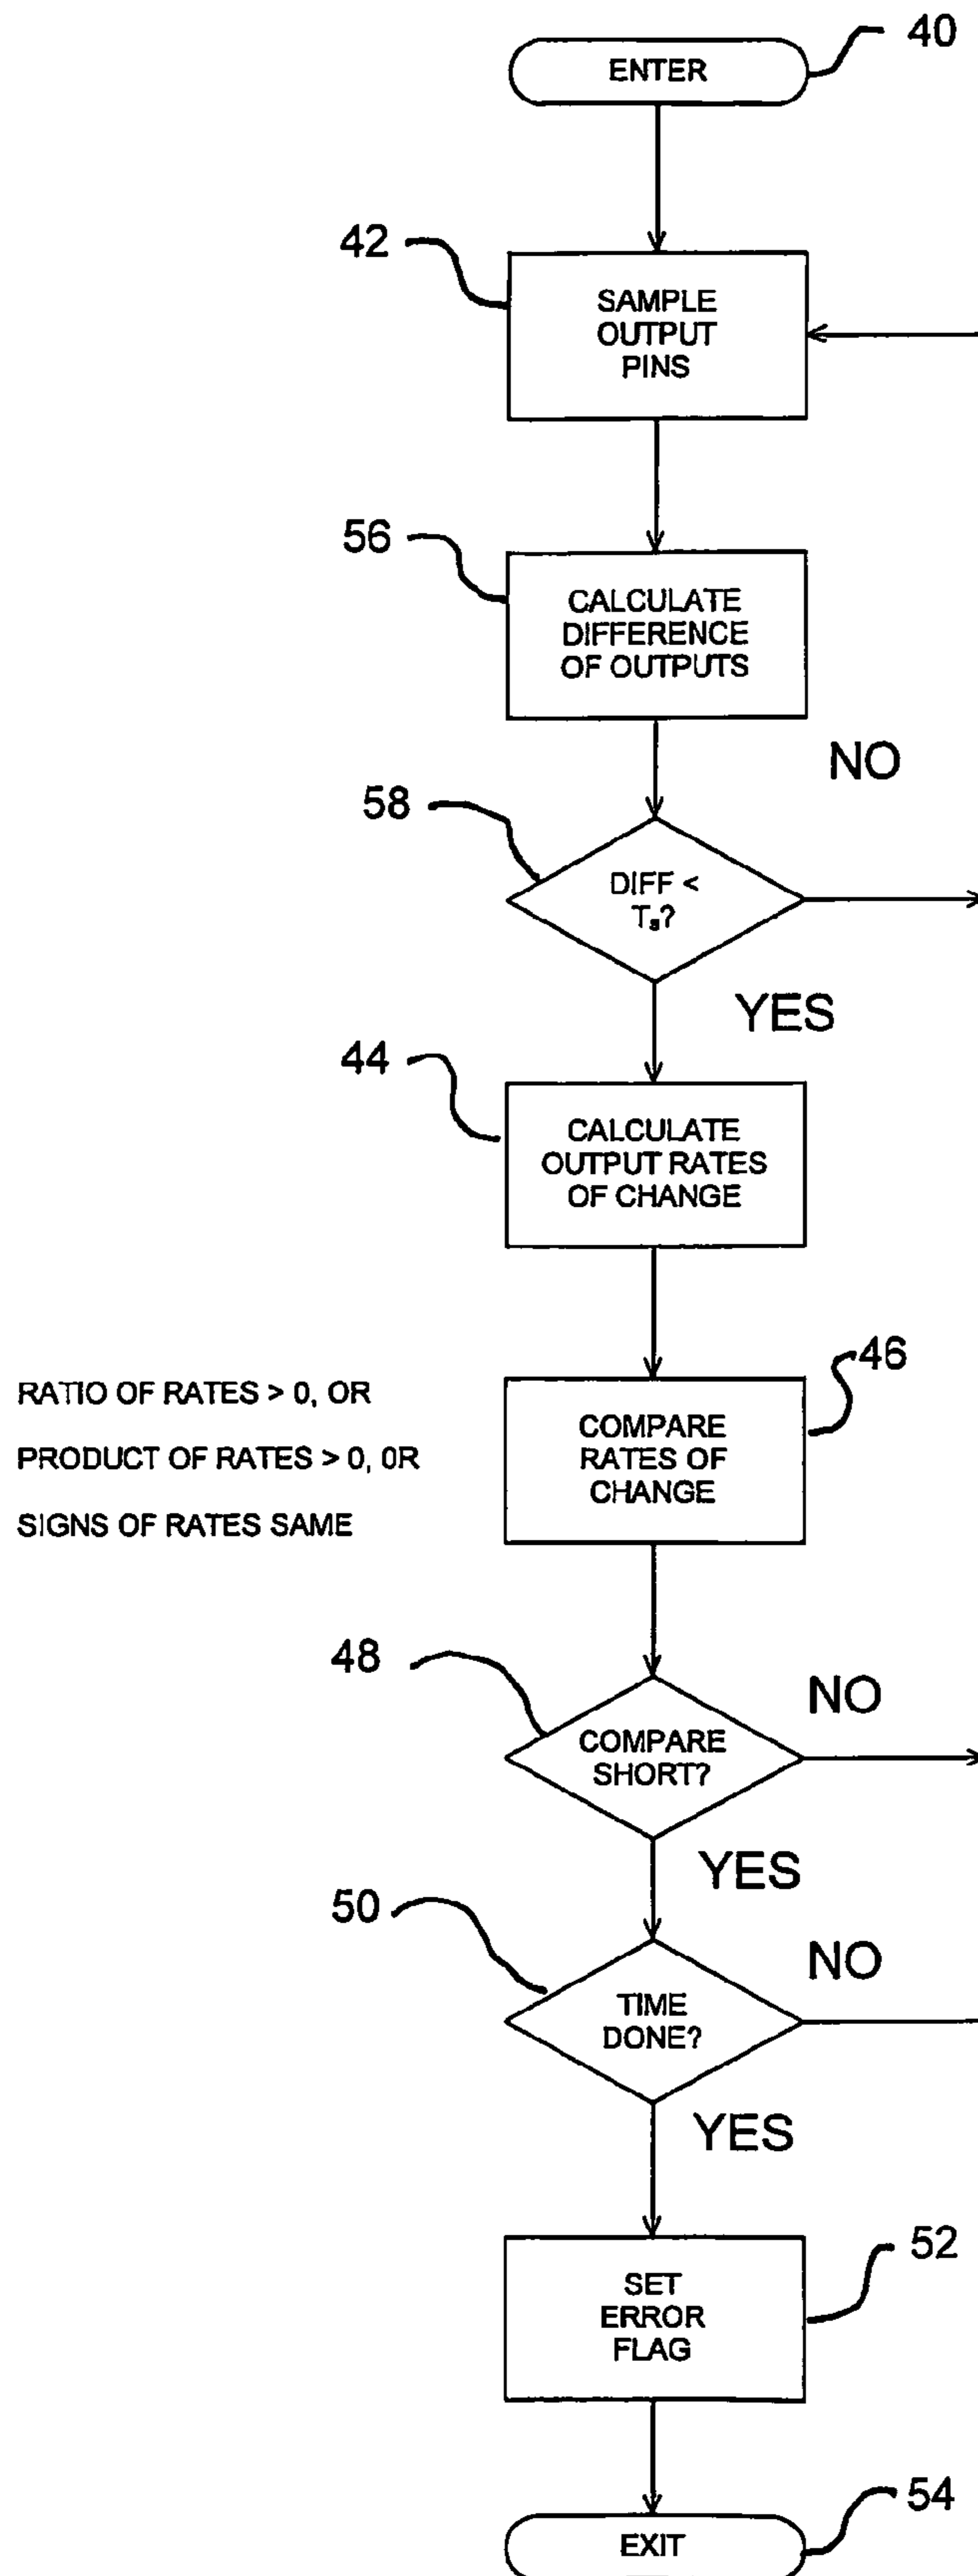 40
ENTER
42
SAMPLE
OUTPUT
PINS
56
CALCULATE
DIFFERENCE
OF OUTPUTS
NO
58
DIFF <
Ts?
YES
44
CALCULATE
OUTPUT RATES
OF CHANGE
46
RATIO OF RATES > 0, OR
PRODUCT OF RATES > 0, OR
SIGNS OF RATES SAME
COMPARE
RATES OF
CHANGE
48
NO
COMPARE
SHORT?
YES
50
NO
TIME
DONE?
YES
52
SET
ERROR
FLAG
54
EXIT